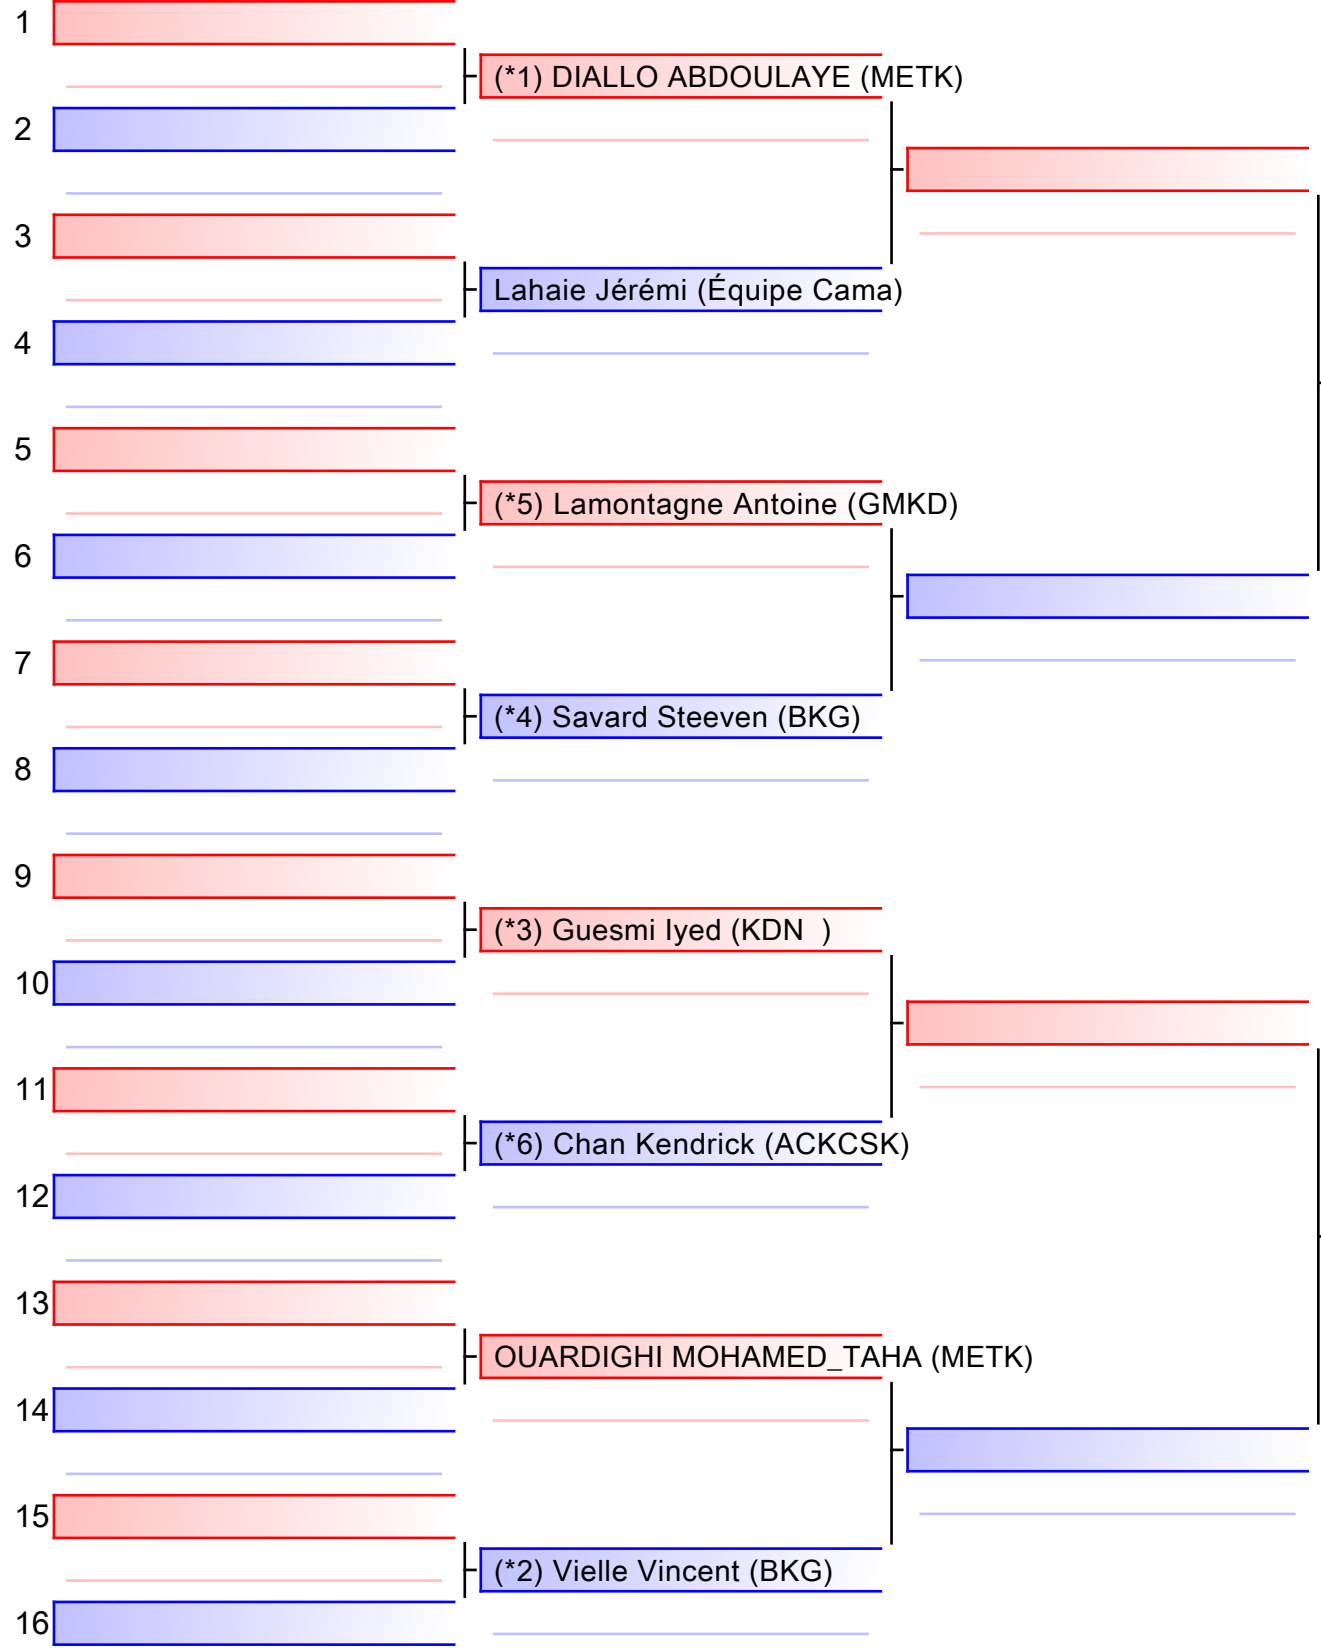 1
(*1) DIALLO ABDOULAYE (METK)
2
3
Lahaie Jérémi (Équipe Cama)
4
5
(*5) Lamontagne Antoine (GMKD)
6
7
(*4) Savard Steeven (BKG)
8
9
(*3) Guesmi Iyed (KDN  )
10
11
(*6) Chan Kendrick (ACKCSK)
12
13
OUARDIGHI MOHAMED_TAHA (METK)
14
15
(*2) Vielle Vincent (BKG)
16